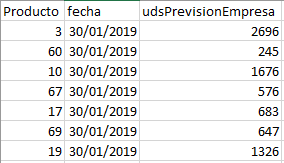 Producto fecha udsPrevisionEmpresa
3 30/01/2019 2696
60 30/01/2019 245
10 30/01/2019 1676
67 30/01/2019 576
17 30/01/2019 683
69 30/01/2019 647
19 30/01/2019 1326